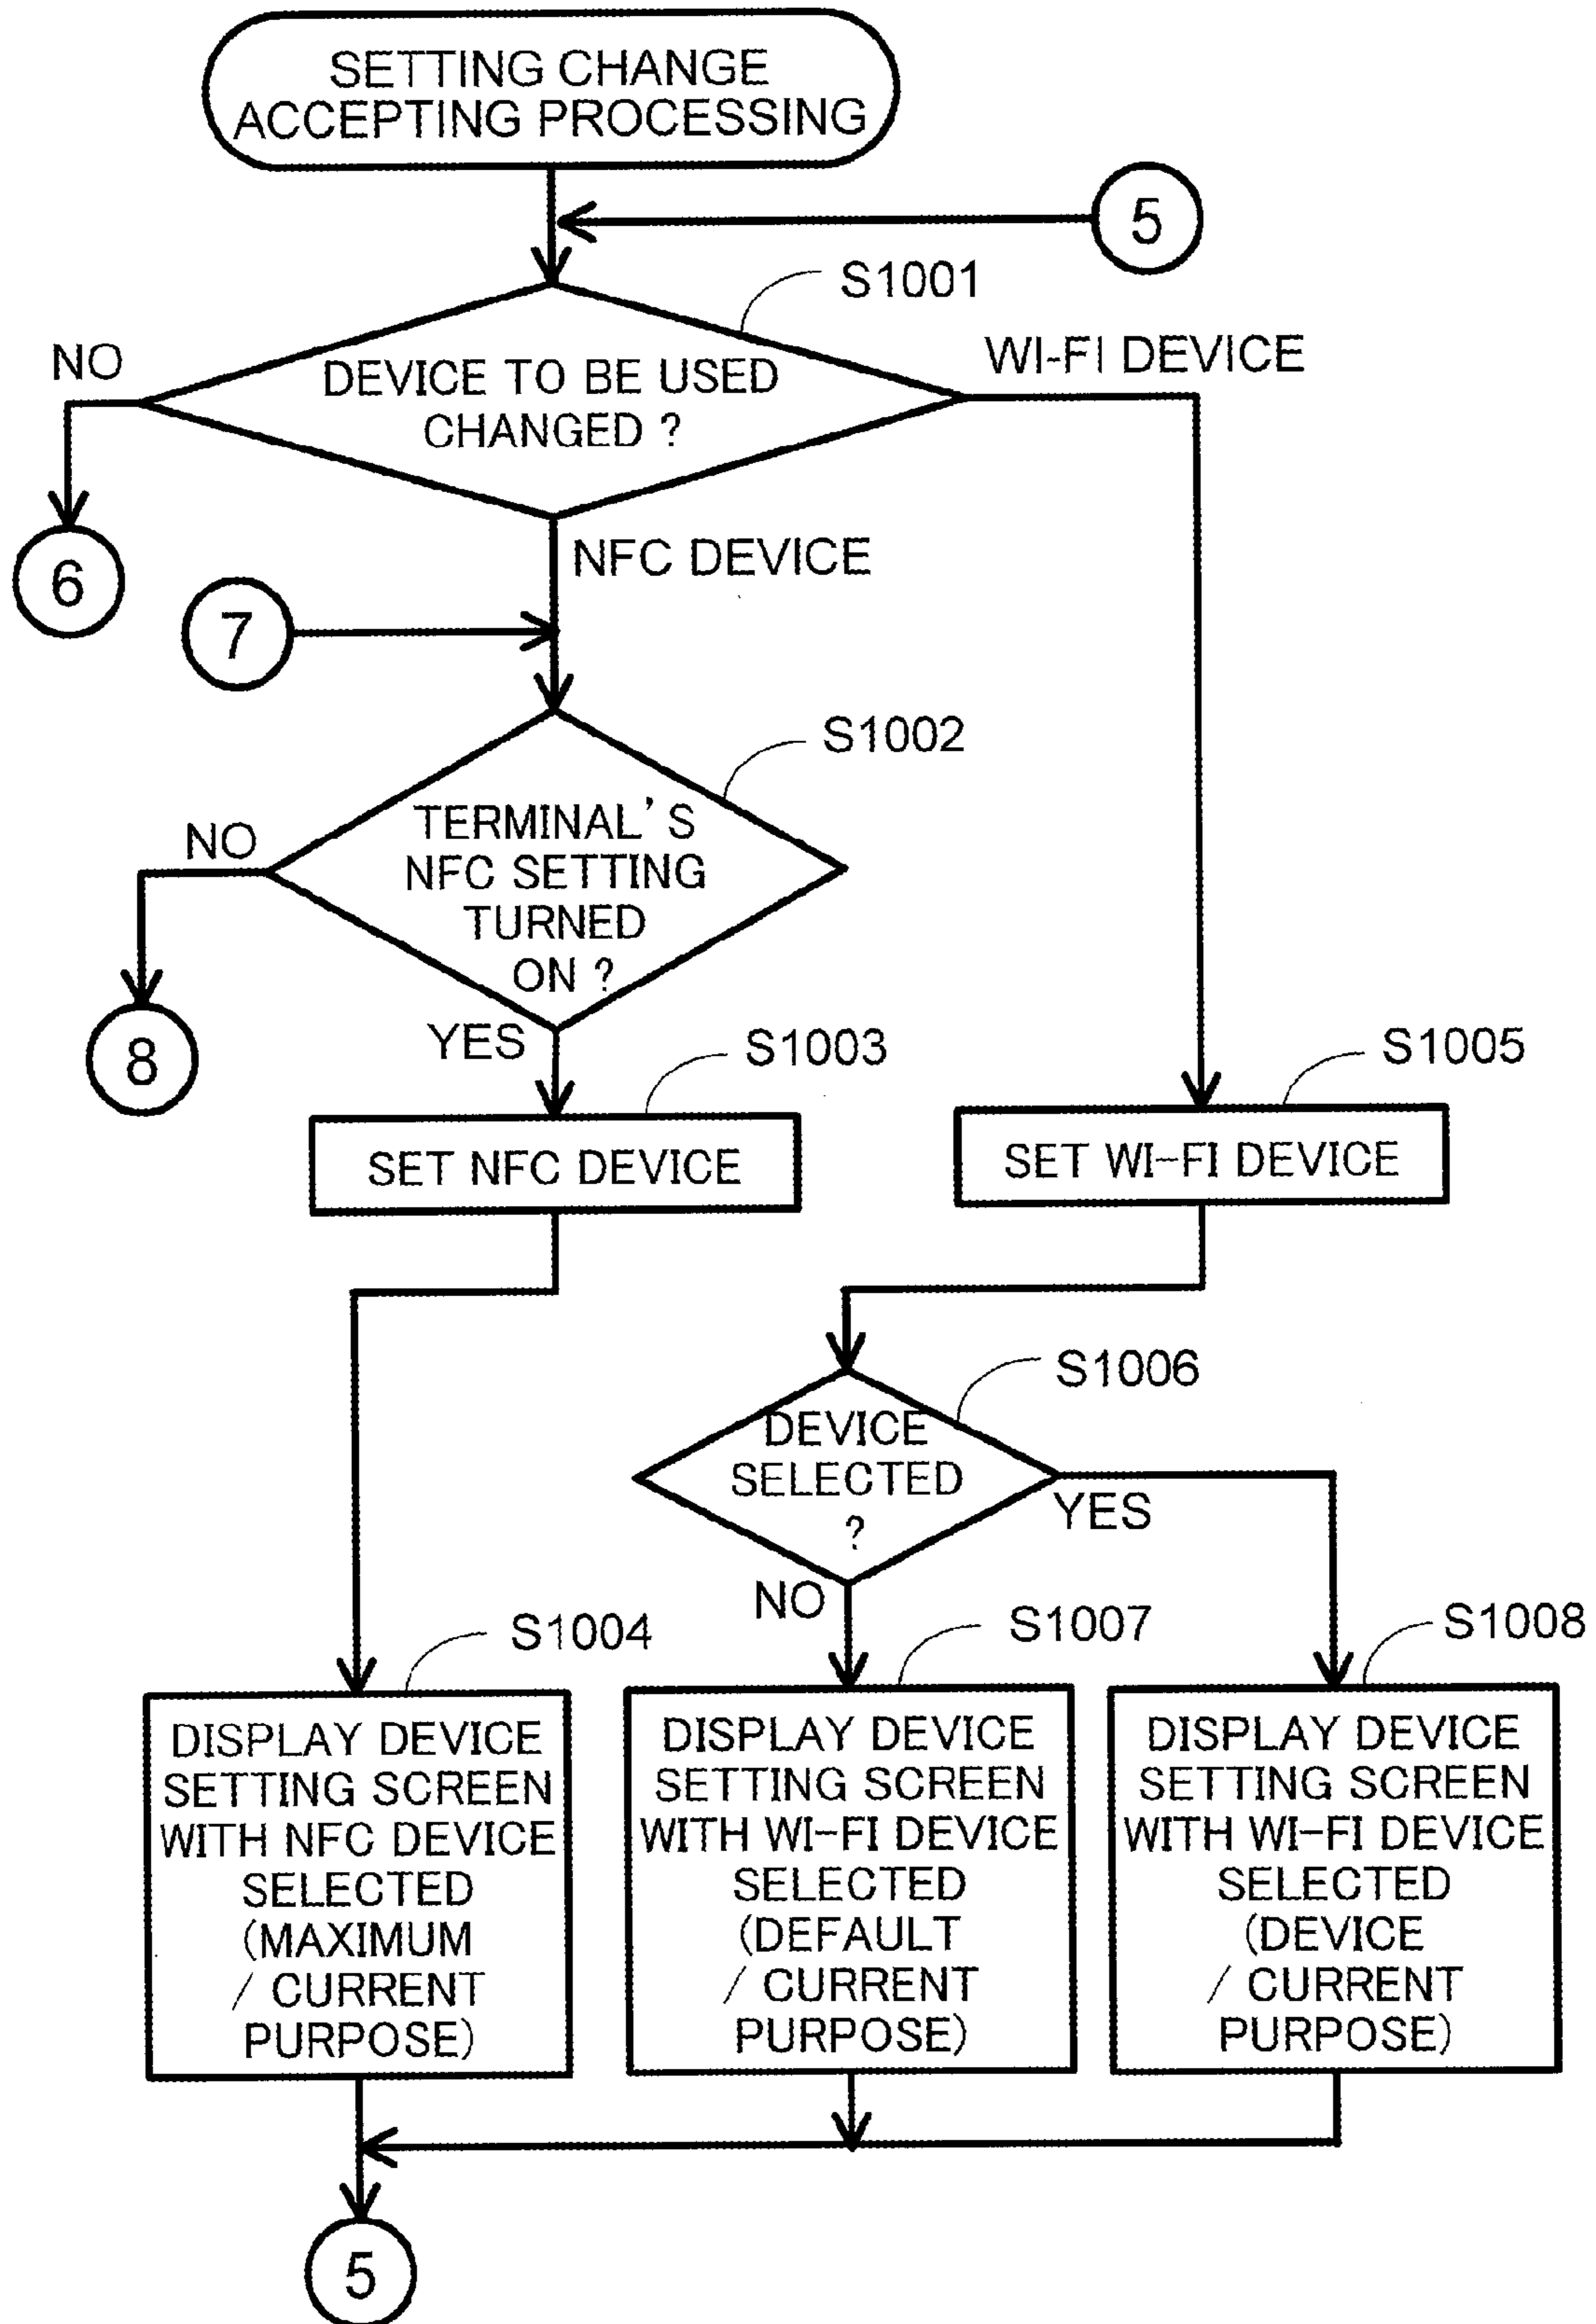 SETTING CHANGE
ACCEPTING PROCESSING
5
S1001
NO
DEVICE TO BE USED
CHANGED ?
WI-FI DEVICE
6
NFC DEVICE
7
S1002
NO
TERMINAL'S
NFC SETTING
TURNED
ON ?
8
YES
S1003
S1005
SET NFC DEVICE
SET WI-FI DEVICE
S1006
DEVICE
SELECTED
?
YES
NO
S1004
S1007
S1008
DISPLAY DEVICE
SETTING SCREEN
WITH NFC DEVICE
SELECTED
(MAXIMUM
/ CURRENT
PURPOSE)
DISPLAY DEVICE
SETTING SCREEN
WITH WI-FI DEVICE
SELECTED
(DEFAULT
/ CURRENT
PURPOSE)
DISPLAY DEVICE
SETTING SCREEN
WITH WI-FI DEVICE
SELECTED
(DEVICE
/ CURRENT
PURPOSE)
5